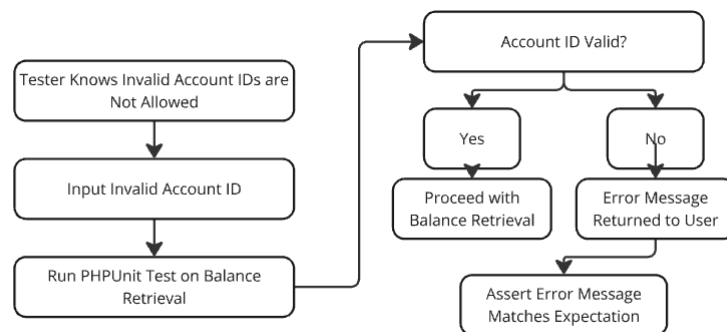 Tester Knows Invalid Account IDs are
Not Allowed
Input Invalid Account ID
Run PHPUnit Test on Balance
Retrieval
Account ID Valid?
Yes
No
Proceed with
Balance Retrieval
Error Message
Returned to User
Assert Error Message
Matches Expectation